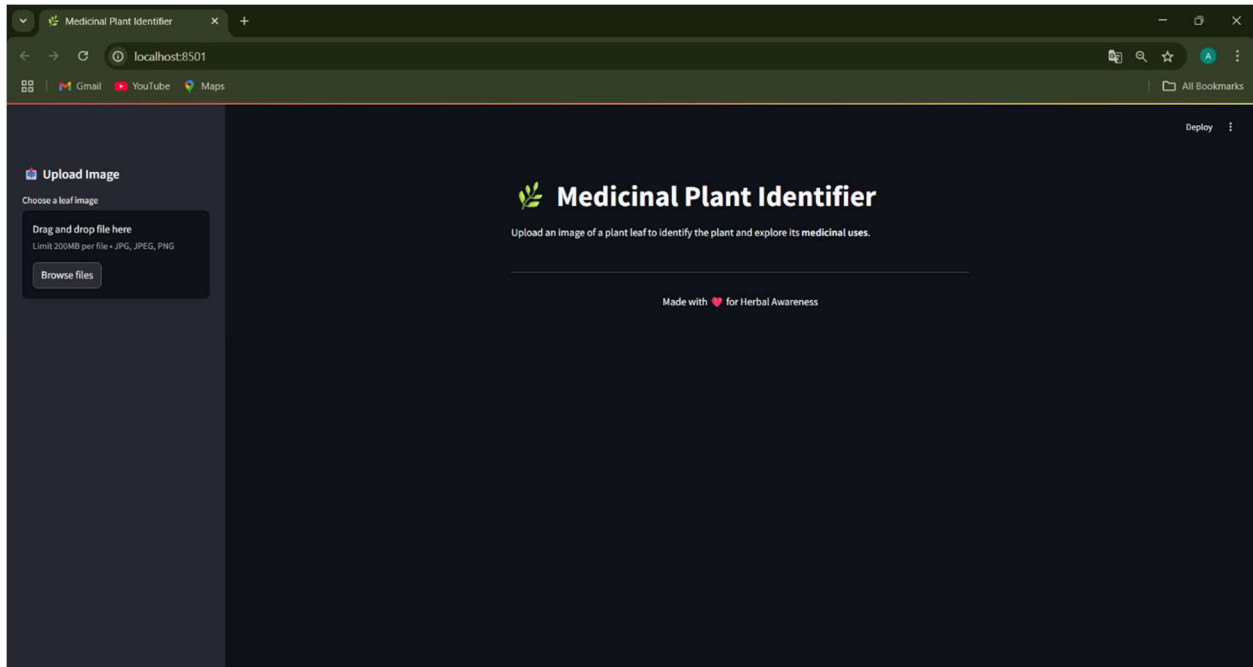 Medicinal Plant Identifier
localhost:8501
Gmail YouTube Maps
All Bookmarks
Deploy
Upload Image
Choose a leaf image
Drag and drop file here
Limit 200MB per file • JPG, JPEG, PNG
Browse files
Medicinal Plant Identifier
Upload an image of a plant leaf to identify the plant and explore its medicinal uses.
Made with ❤️ for Herbal Awareness
A